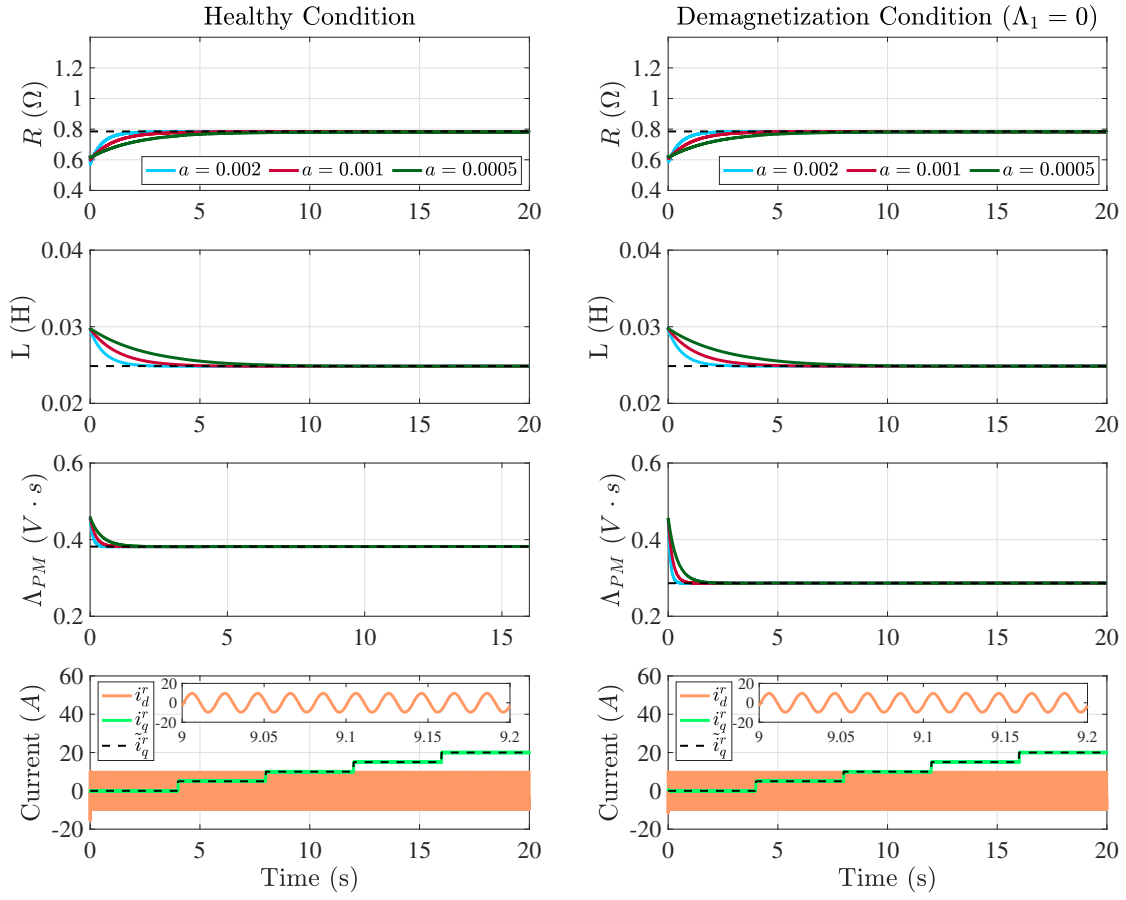 Healthy Condition
1.2
1
0.8
0.6
0.4
R (Ω)
a = 0.002 a = 0.001 a = 0.0005
0 5 10 15 20
0.04
0.03
0.02
L (H)
0 5 10 15 20
0.6
0.4
0.2
Λ_{PM} (V · s)
0 5 10 15
60
40
20
0
-20
Current (A)
i_d^r
i_q^r
ĩ_q^r
20
0
-20
9 9.05 9.1 9.15 9.2
0 5 10 15 20
Time (s)
Demagnetization Condition (Λ₁ = 0)
1.2
1
0.8
0.6
0.4
R (Ω)
a = 0.002 a = 0.001 a = 0.0005
0 5 10 15 20
0.04
0.03
0.02
L (H)
0 5 10 15 20
0.6
0.4
0.2
Λ_{PM} (V · s)
0 5 10 15 20
60
40
20
0
-20
Current (A)
i_d^r
i_q^r
ĩ_q^r
20
0
-20
9 9.05 9.1 9.15 9.2
0 5 10 15 20
Time (s)